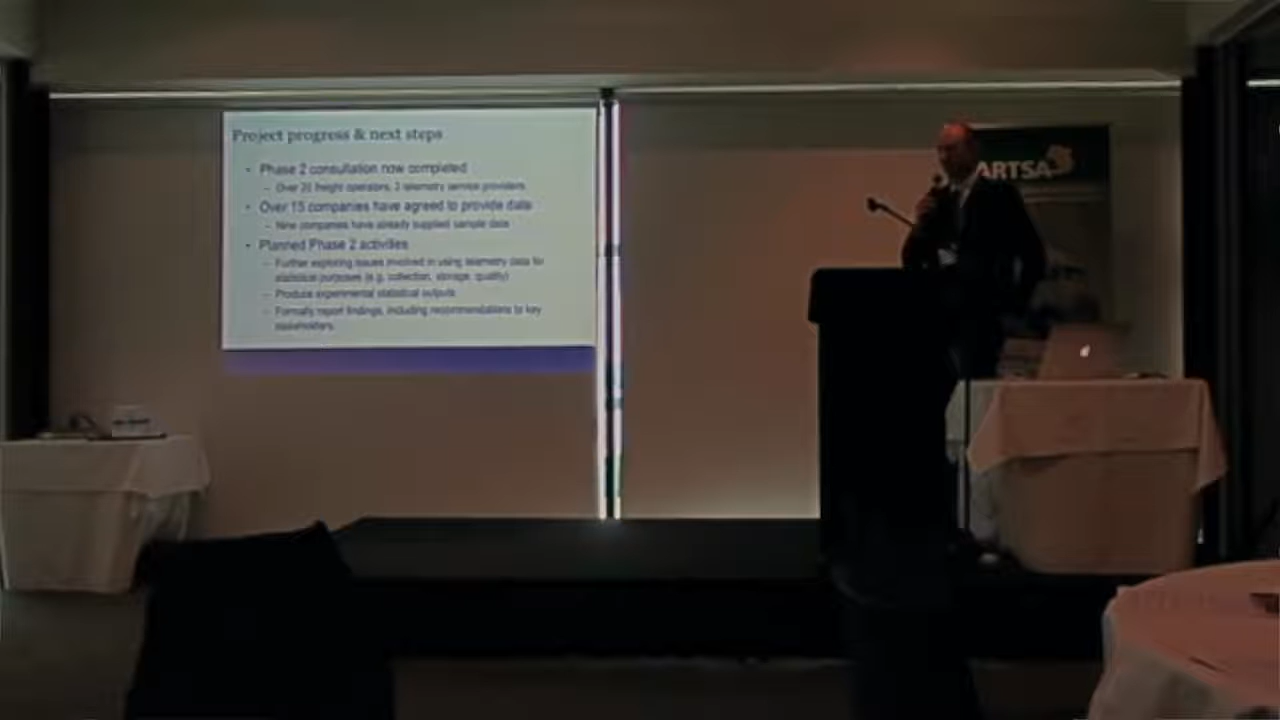 Project progress & next steps
• Phase 2 consultation now completed
– Over 20 freight operators, 3 telemetry service providers
• Over 15 companies have agreed to provide data
– Nine companies have already supplied sample data
• Planned Phase 2 activities
– Further exploring issues involved in using telemetry data for
statistical purposes (e.g. collection, storage, quality)
– Produce experimental statistical outputs
– Formally report findings, including recommendations to key
stakeholders.
ARTSA